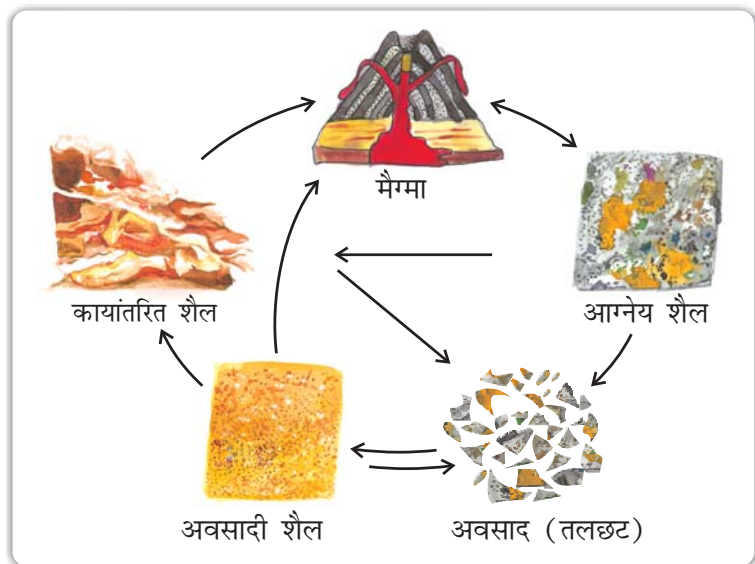 मैग्मा
कायांतरित शैल
आग्नेय शैल
अवसादी शैल
अवसाद (तलछट)